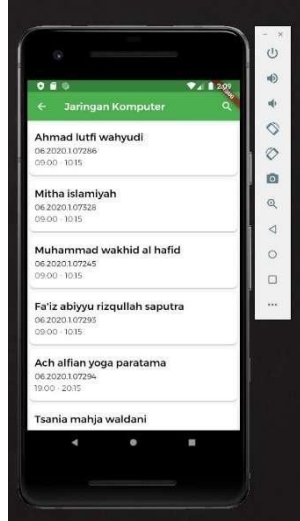 2:09
Jaringan Komputer
Ahmad lutfi wahyudi
06.2020.1.07286
09:00 - 10:15
Mitha islamiyah
06.2020.1.07328
09:00 - 10:15
Muhammad wakhid al hafid
06.2020.1.07245
09:00 - 10:15
Fa'iz abiyyu rizqullah saputra
06.2020.1.07293
09:00 - 10:15
Ach alfian yoga paratama
06.2020.1.07294
19:00 - 20:15
Tsania mahja waldani